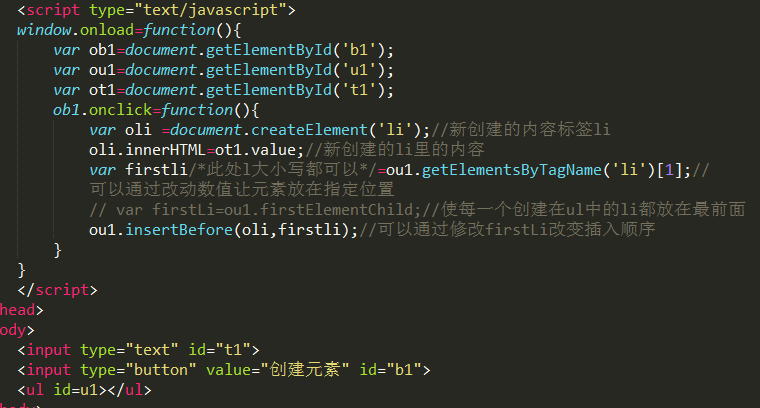 <script type="text/javascript">
window.onload=function(){
    var ob1=document.getElementById('b1');
    var ou1=document.getElementById('u1');
    var ot1=document.getElementById('t1');
    ob1.onclick=function(){
        var oli =document.createElement('li');//新创建的内容标签li
        oli.innerHTML=ot1.value;//新创建的li里的内容
        var firstli/*此处l大小写都可以*/=ou1.getElementsByTagName('li')[1];//
        可以通过改动数值让元素放在指定位置
        // var firstLi=ou1.firstElementChild;//使每一个创建在ul中的li都放在最前面
        ou1.insertBefore(oli,firstli);//可以通过修改firstLi改变插入顺序
    }
}
</script>
head>
ody>
<input type="text" id="t1">
<input type="button" value="创建元素" id="b1">
<ul id=u1></ul>